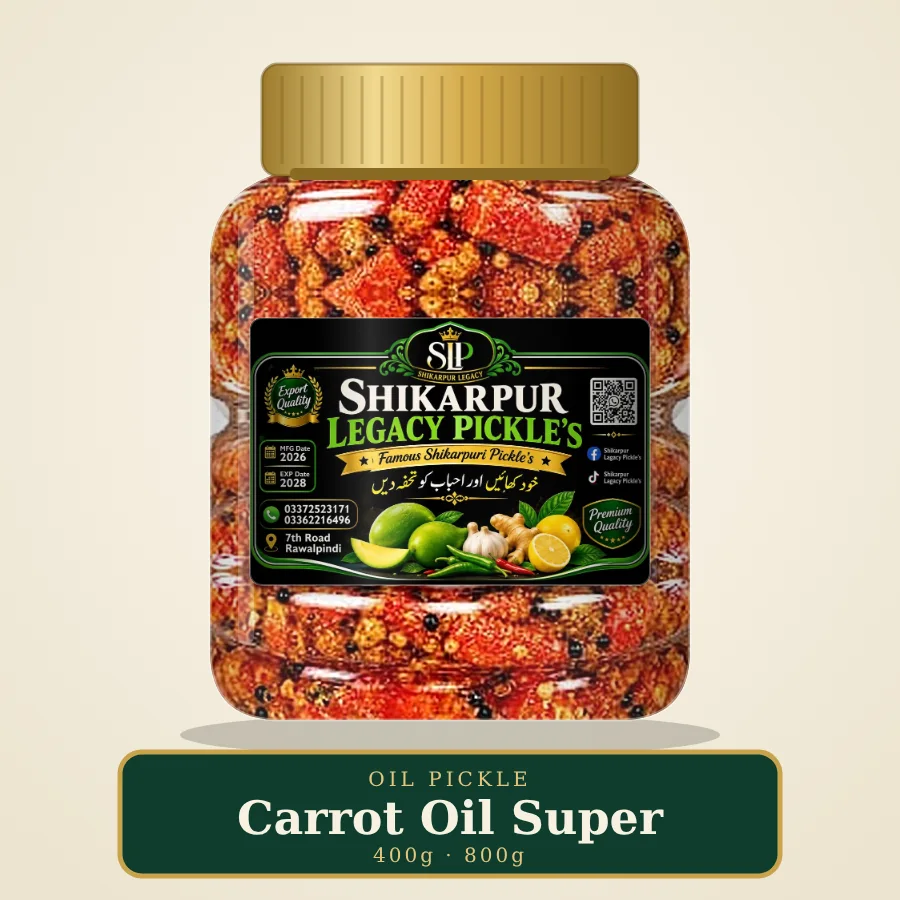 SLP
SHIKARPUR LEGACY
Export
Quality
SHIKARPUR
LEGACY PICKLE'S
Famous Shikarpuri Pickle's
خود کھائیں اور احباب کو تحفہ دیں
MFG Date
2026
EXP Date
2028
03372523171
03362216496
7th Road
Rawalpindi
Shikarpur
Legacy Pickle's
Shikarpur
Legacy Pickle's
Premium
Quality
OIL PICKLE
Carrot Oil Super
400g · 800g